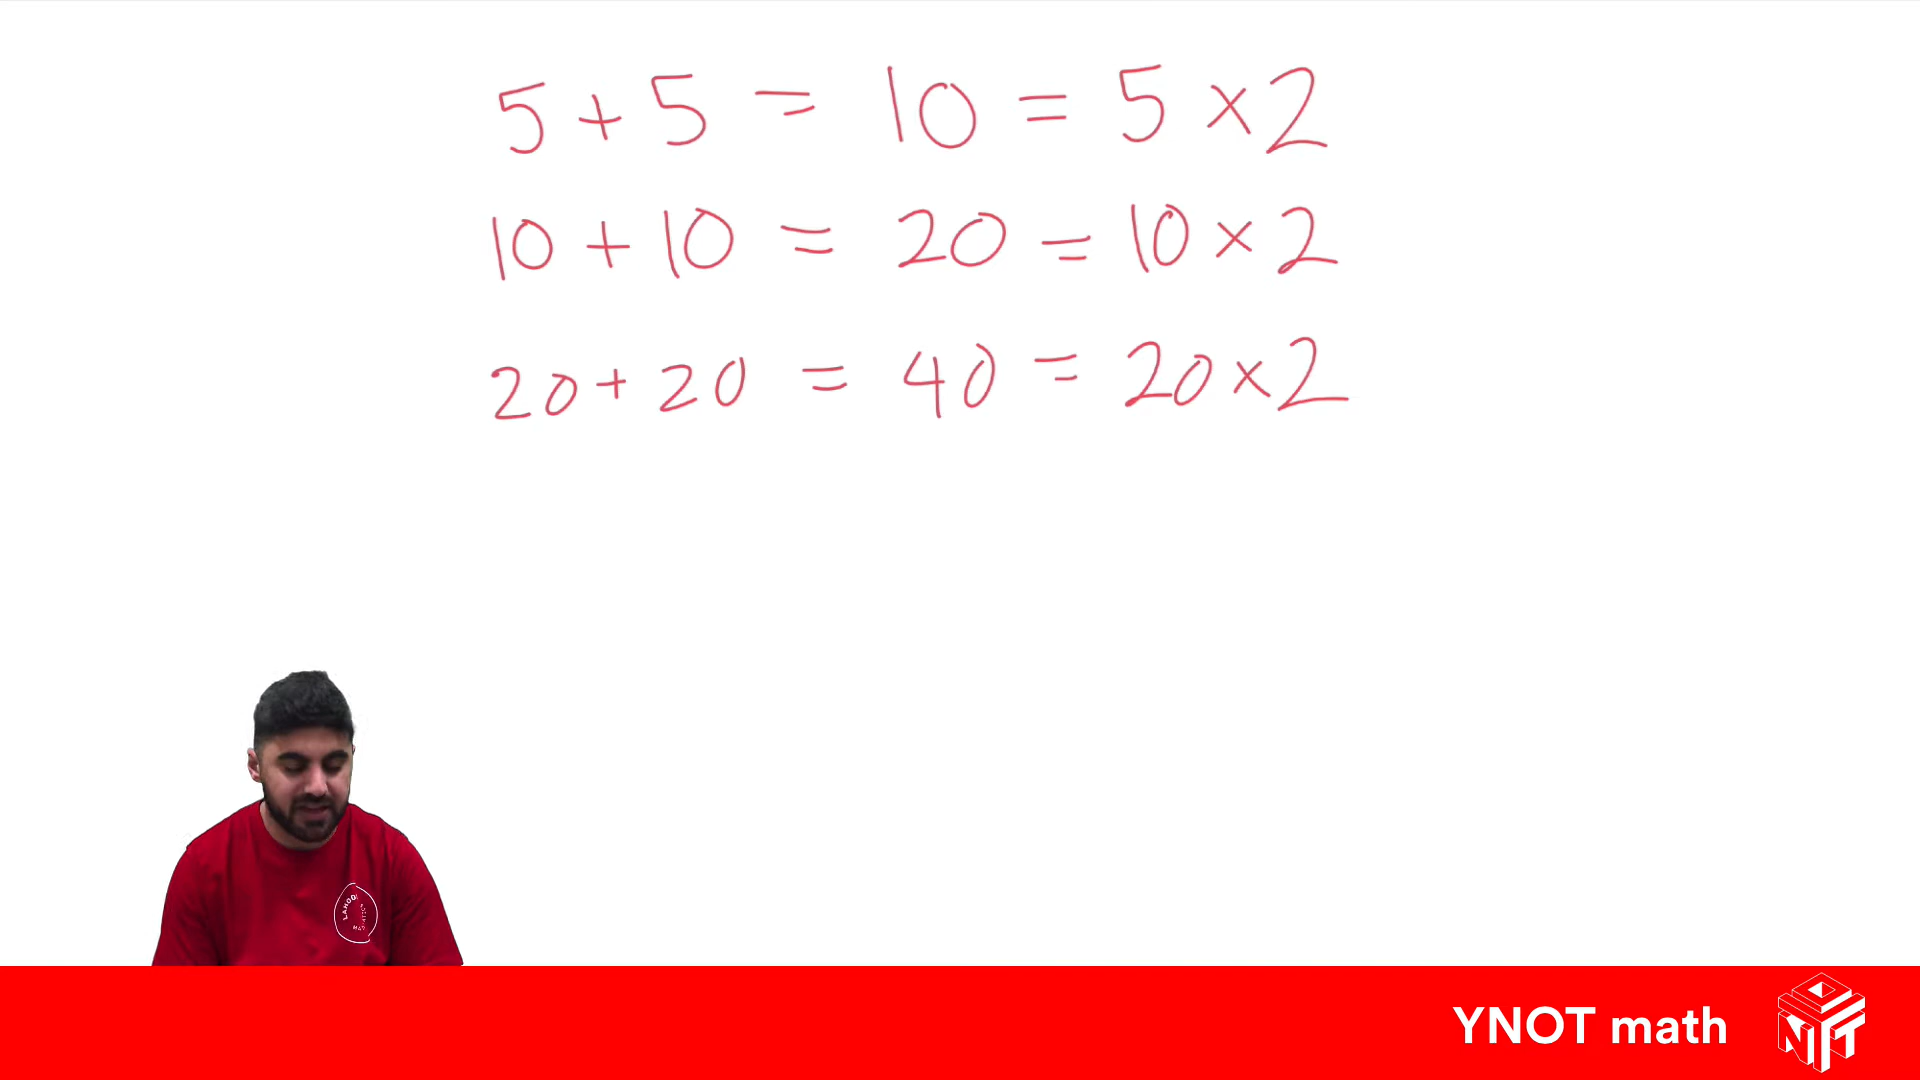 5 + 5 = 10 = 5 × 2
10 + 10 = 20 = 10 × 2
20 + 20 = 40 = 20 × 2
YNOT math